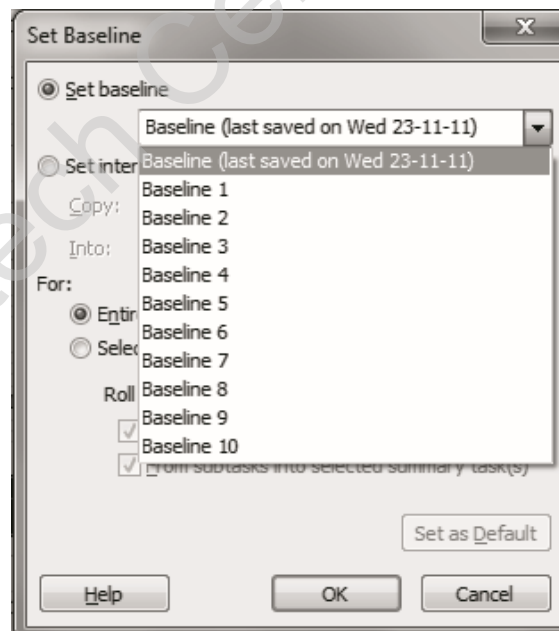 Set Baseline
Set baseline
Baseline (last saved on Wed 23-11-11)
Set inter
Baseline (last saved on Wed 23-11-11)
Copy:
Baseline 1
Baseline 2
Into:
Baseline 3
Baseline 4
For:
Baseline 5
Entir
Baseline 6
Selec
Baseline 7
Roll
Baseline 8
Baseline 9
Baseline 10
From subtasks into selected summary task(s)
Set as Default
Help
OK
Cancel